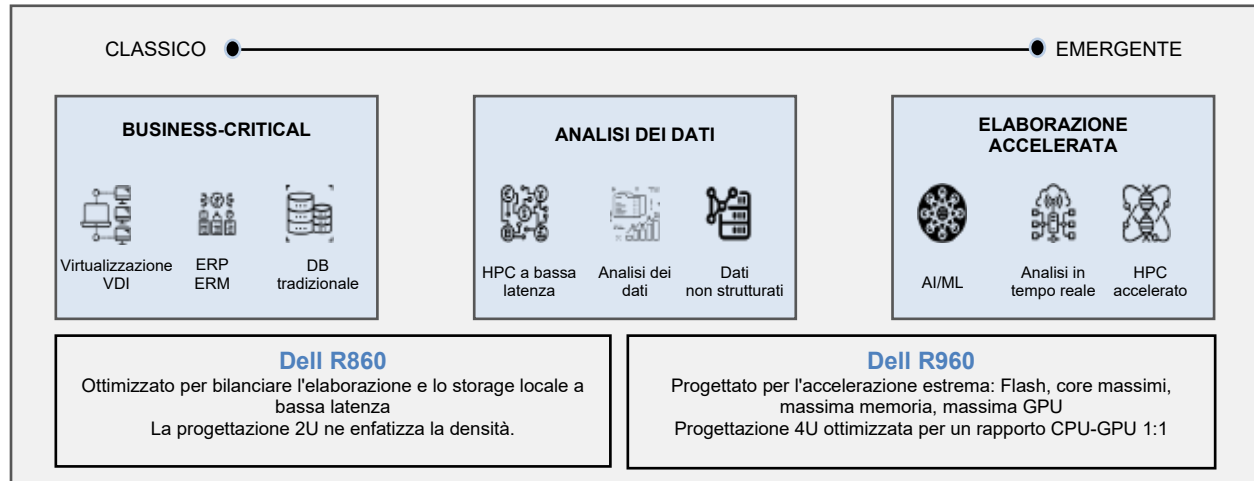 CLASSICO
EMERGENTE
BUSINESS-CRITICAL
Virtualizzazione
VDI
ERP
ERM
DB
tradizionale
ANALISI DEI DATI
HPC a bassa
latenza
Analisi dei
dati
Dati
non strutturati
ELABORAZIONE
ACCELERATA
AI/ML
Analisi in
tempo reale
HPC
accelerato
Dell R860
Ottimizzato per bilanciare l'elaborazione e lo storage locale a
bassa latenza
La progettazione 2U ne enfatizza la densità.
Dell R960
Progettato per l'accelerazione estrema: Flash, core massimi,
massima memoria, massima GPU
Progettazione 4U ottimizzata per un rapporto CPU-GPU 1:1